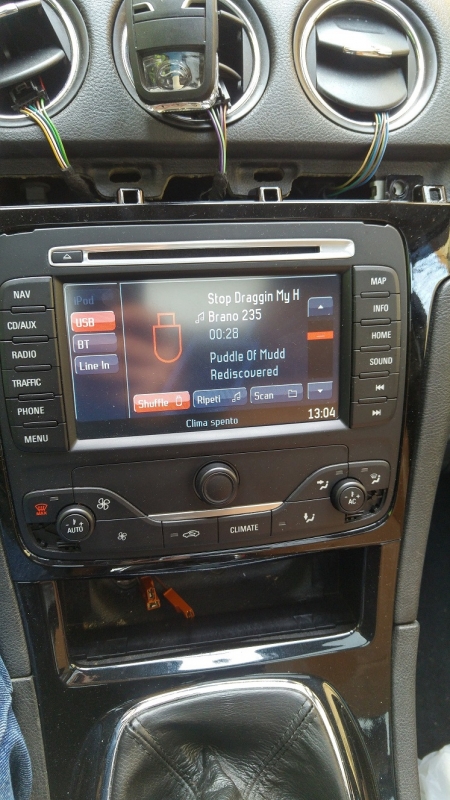 NAV
CD/AUX
RADIO
TRAFFIC
PHONE
MENU
iPod
USB
BT
Line In
Stop Draggin My H
Brano 235
00:28
Puddle Of Mudd
Rediscovered
Shuffle
Ripeti
Scan
Clima spento
13:04
MAP
INFO
HOME
SOUND
AUTO
CLIMATE
AC